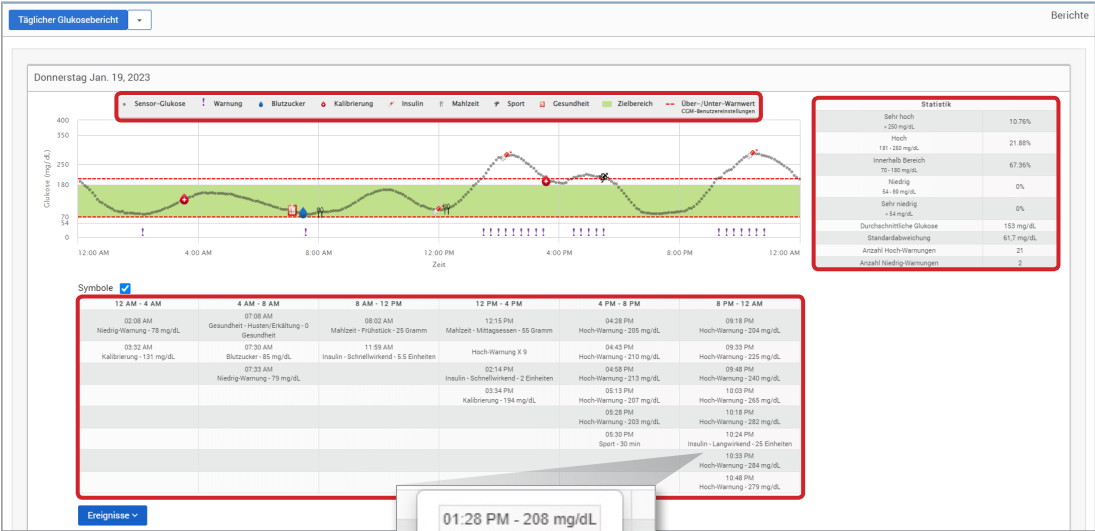 Täglicher Glukosebericht
Berichte
Donnerstag Jan. 19, 2023
Sensor-Glukose Warnung Blutzucker Kalibrierung Insulin Mahlzeit Sport Gesundheit Zielbereich Über-/Unter-Warnwert
CGM-Benutzereinstellungen
Glukose (mg/dL)
400
350
250
180
70
54
0
12:00 AM 4:00 AM 8:00 AM 12:00 PM 4:00 PM 8:00 PM 12:00 AM
Zeit
Statistik
Sehr hoch
> 250 mg/dL
10.76%
Hoch
181 - 250 mg/dL
21.88%
Innerhalb Bereich
70 - 180 mg/dL
67.36%
Niedrig
54 - 69 mg/dL
0%
Sehr niedrig
> 54 mg/dL
0%
Durchschnittliche Glukose 153 mg/dL
Standardabweichung 61,7 mg/dL.
Anzahl Hoch-Warnungen 21
Anzahl Niedrig-Warnungen 2
Symbole
12 AM - 4 AM 4 AM - 8 AM 8 AM - 12 PM 12 PM - 4 PM 4 PM - 8 PM 8 PM - 12 AM
02:08 AM
Niedrig-Warnung - 78 mg/dL
07:08 AM
Gesundheit - Husten/Erkältung - 0
Gesundheit
08:02 AM
Mahlzeit - Frühstück - 25 Gramm
12:15 PM
Mahlzeit - Mittagsessen - 55 Gramm
04:28 PM
Hoch-Warnung - 205 mg/dL
09:18 PM
Hoch-Warnung - 204 mg/dL
03:32 AM
Kalibrierung - 131 mg/dL
07:30 AM
Blutzucker - 85 mg/dL
11:59 AM
Insulin - Schnellwirkend - 5.5 Einheiten
Hoch-Warnung X 9
04:43 PM
Hoch-Warnung - 210 mg/dL
09:33 PM
Hoch-Warnung - 225 mg/dL
07:33 AM
Niedrig-Warnung - 79 mg/dL
02:14 PM
Insulin - Schnellwirkend - 2 Einheiten
04:58 PM
Hoch-Warnung - 213 mg/dL
09:48 PM
Hoch-Warnung - 240 mg/dL
03:34 PM
Kalibrierung - 194 mg/dL
05:13 PM
Hoch-Warnung - 207 mg/dL
10:03 PM
Hoch-Warnung - 265 mg/dL
05:28 PM
Hoch-Warnung - 203 mg/dL
10:18 PM
Hoch-Warnung - 282 mg/dL
05:30 PM
Sport - 30 min
10:24 PM
Insulin - Langwirkend - 25 Einheiten
10:33 PM
Hoch-Warnung - 284 mg/dL
10:48 PM
Hoch-Warnung - 279 mg/dL
Ereignisse
01:28 PM - 208 mg/dL